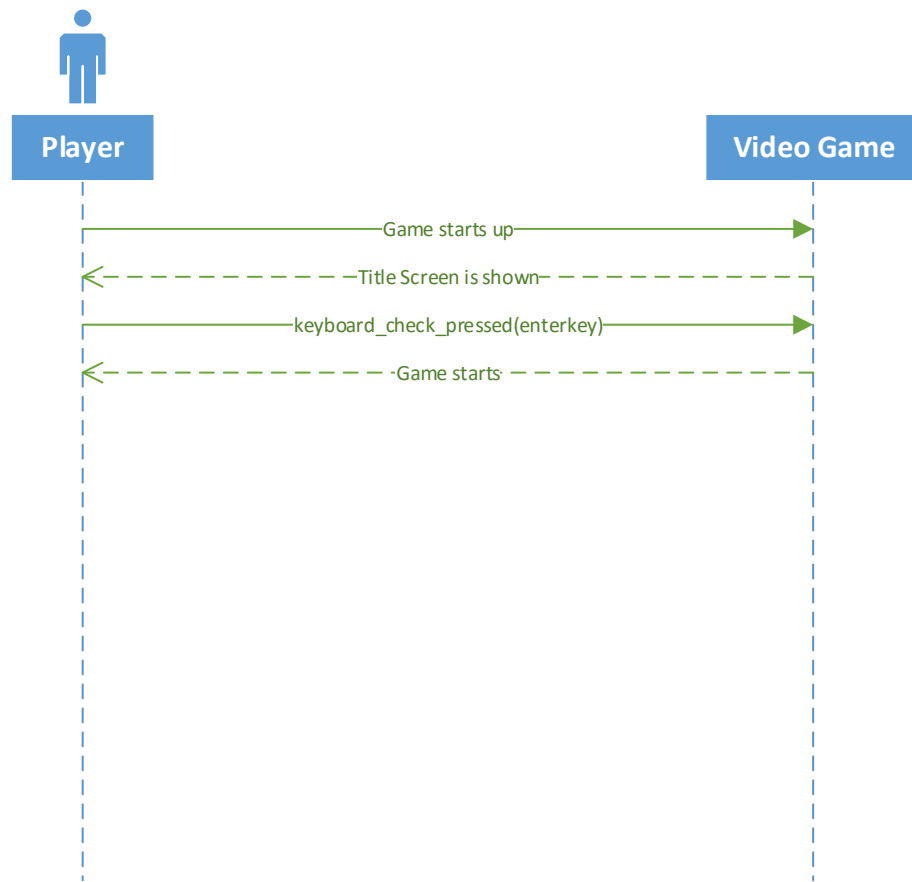 Player
Video Game
Game starts up
Title Screen is shown
keyboard_check_pressed(enterkey)
Game starts